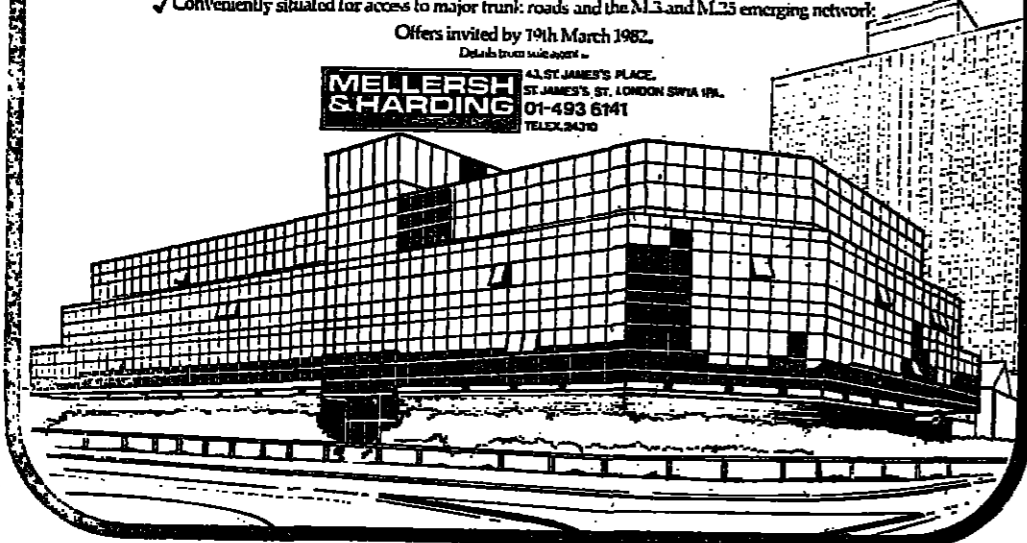 ✓ Conveniently situated for access to major trunk roads and the M.3 and M.25 emerging network.
Offers invited by 19th March 1982.
Details from sole agent
MELLERSH
& HARDING
43, ST. JAMES'S PLACE,
ST. JAMES'S, ST. LONDON SW1A 1PA.
01-493 6141
TELEX. 24310